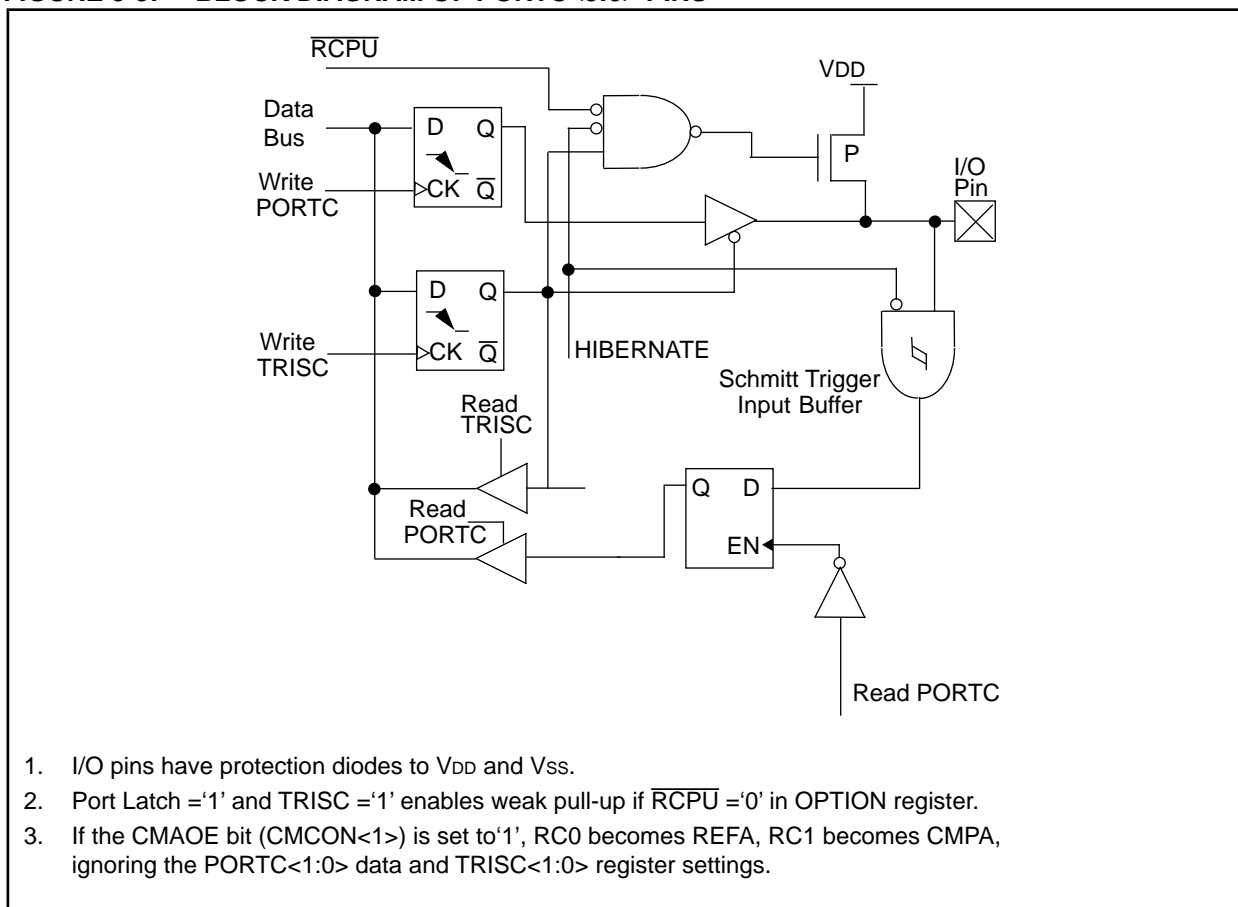 RCPU
VDD
Data
Bus
D Q
P
I/O
Pin
Write
PORTC
CK Q
D Q
Write
TRISC
CK Q
HIBERNATE
Schmitt Trigger
Input Buffer
Read
TRISC
Q D
Read
PORTC
EN
Read PORTC
1. I/O pins have protection diodes to VDD and VSS.
2. Port Latch =‘1’ and TRISC =‘1’ enables weak pull-up if RCPU =‘0’ in OPTION register.
3. If the CMAOE bit (CMCON<1>) is set to‘1’, RC0 becomes REFA, RC1 becomes CMPA,
ignoring the PORTC<1:0> data and TRISC<1:0> register settings.